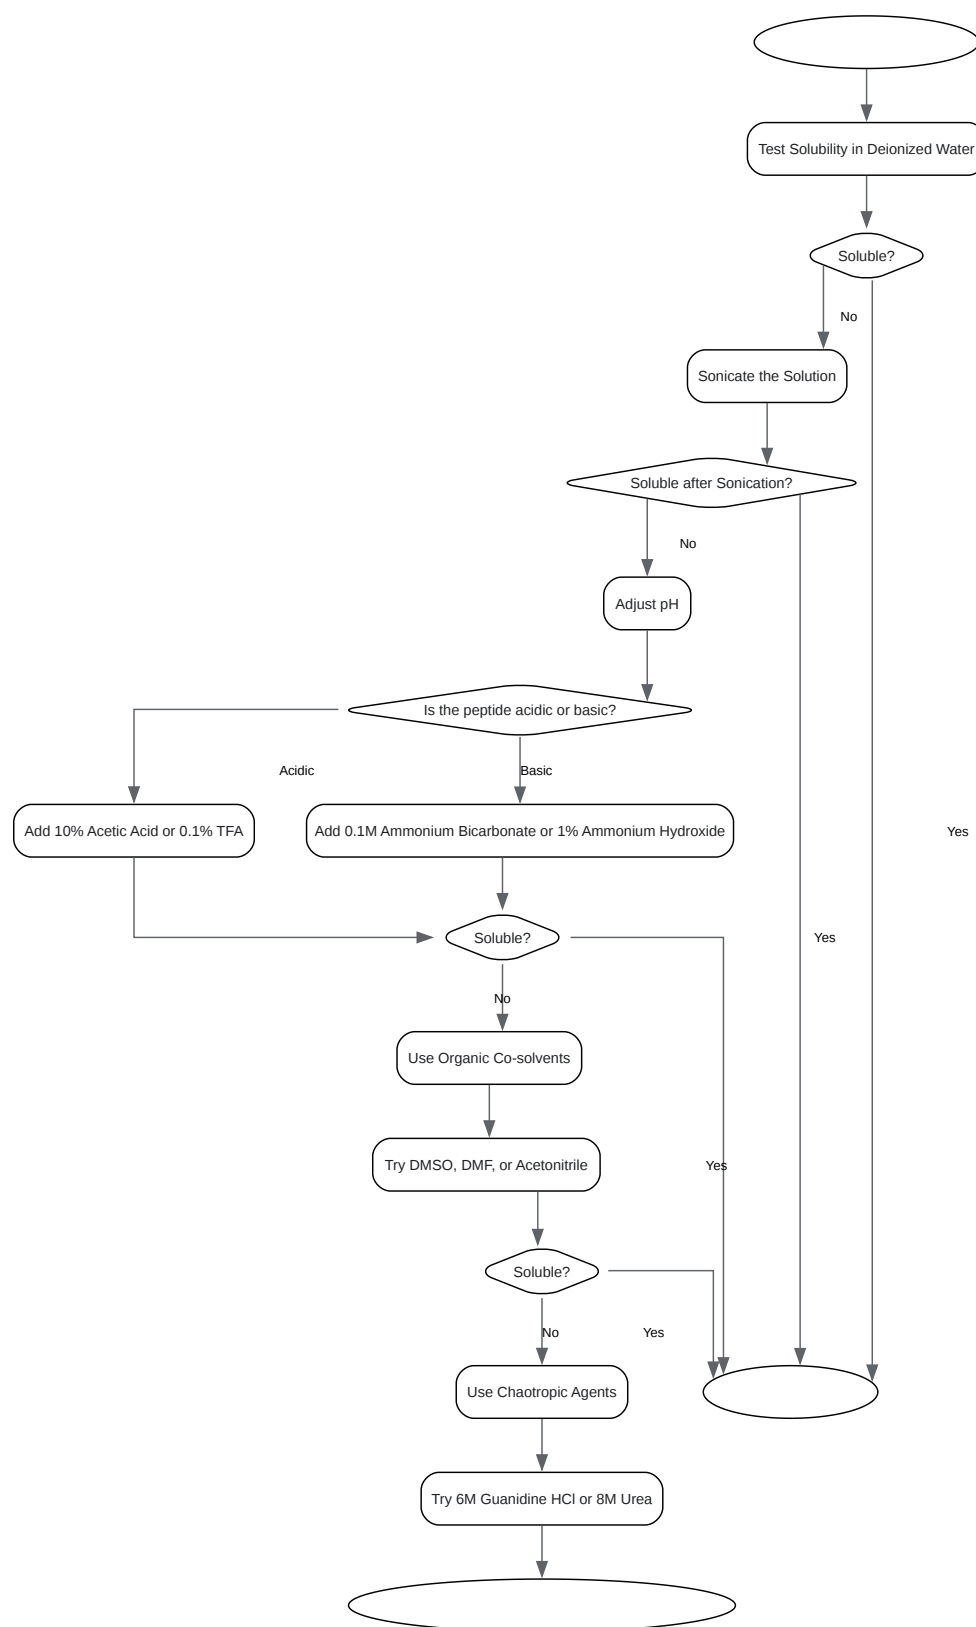 Test Solubility in Deionized Water
Soluble?
No
Sonicate the Solution
Soluble after Sonication?
No
Adjust pH
Is the peptide acidic or basic?
Acidic
Basic
Add 10% Acetic Acid or 0.1% TFA
Add 0.1M Ammonium Bicarbonate or 1% Ammonium Hydroxide
Yes
Soluble?
Yes
No
Use Organic Co-solvents
Try DMSO, DMF, or Acetonitrile
Yes
Soluble?
No
Yes
Use Chaotropic Agents
Try 6M Guanidine HCl or 8M Urea